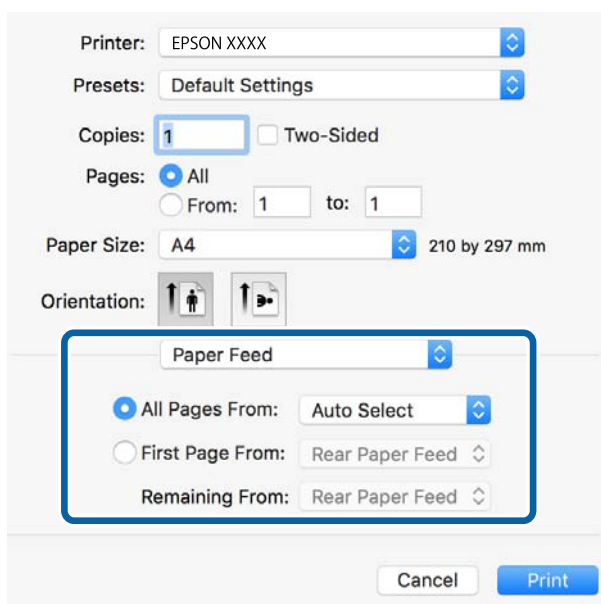 Printer: EPSON XXXX
Presets: Default Settings
Copies: 1 Two-Sided
Pages: All
From: 1 to: 1
Paper Size: A4 210 by 297 mm
Orientation:
Paper Feed
All Pages From: Auto Select
First Page From: Rear Paper Feed
Remaining From: Rear Paper Feed
Cancel Print